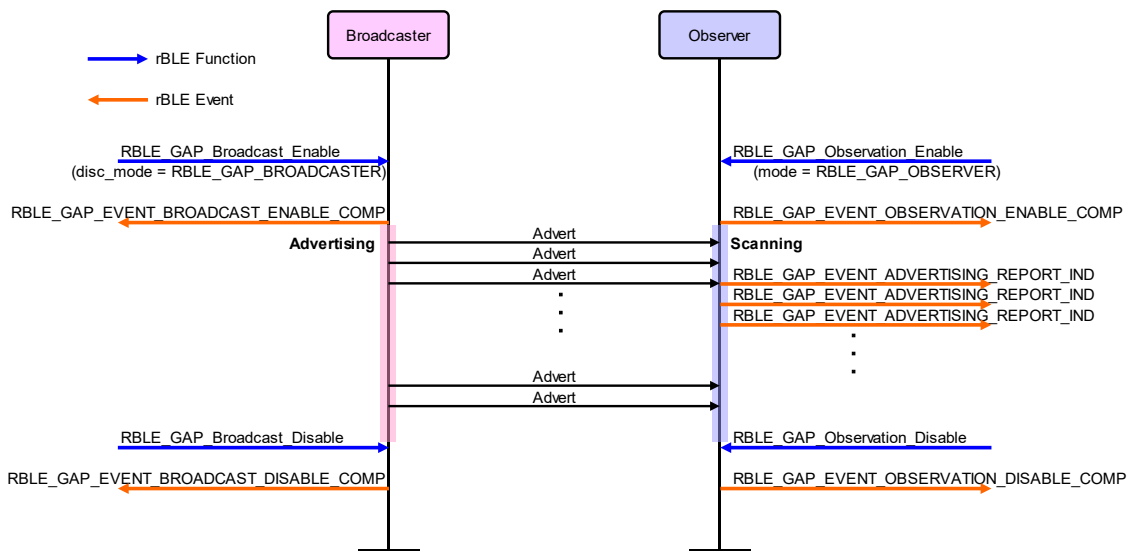 Broadcaster
Observer
rBLE Function
rBLE Event
RBLE_GAP_Broadcast_Enable
(disc_mode = RBLE_GAP_BROADCASTER)
RBLE_GAP_Observation_Enable
(mode = RBLE_GAP_OBSERVER)
RBLE_GAP_EVENT_BROADCAST_ENABLE_COMP
RBLE_GAP_EVENT_OBSERVATION_ENABLE_COMP
Advertising
Advert
Scanning
Advert
Advert
RBLE_GAP_EVENT_ADVERTISING_REPORT_IND
RBLE_GAP_EVENT_ADVERTISING_REPORT_IND
RBLE_GAP_EVENT_ADVERTISING_REPORT_IND
Advert
Advert
RBLE_GAP_Broadcast_Disable
RBLE_GAP_Observation_Disable
RBLE_GAP_EVENT_BROADCAST_DISABLE_COMP
RBLE_GAP_EVENT_OBSERVATION_DISABLE_COMP